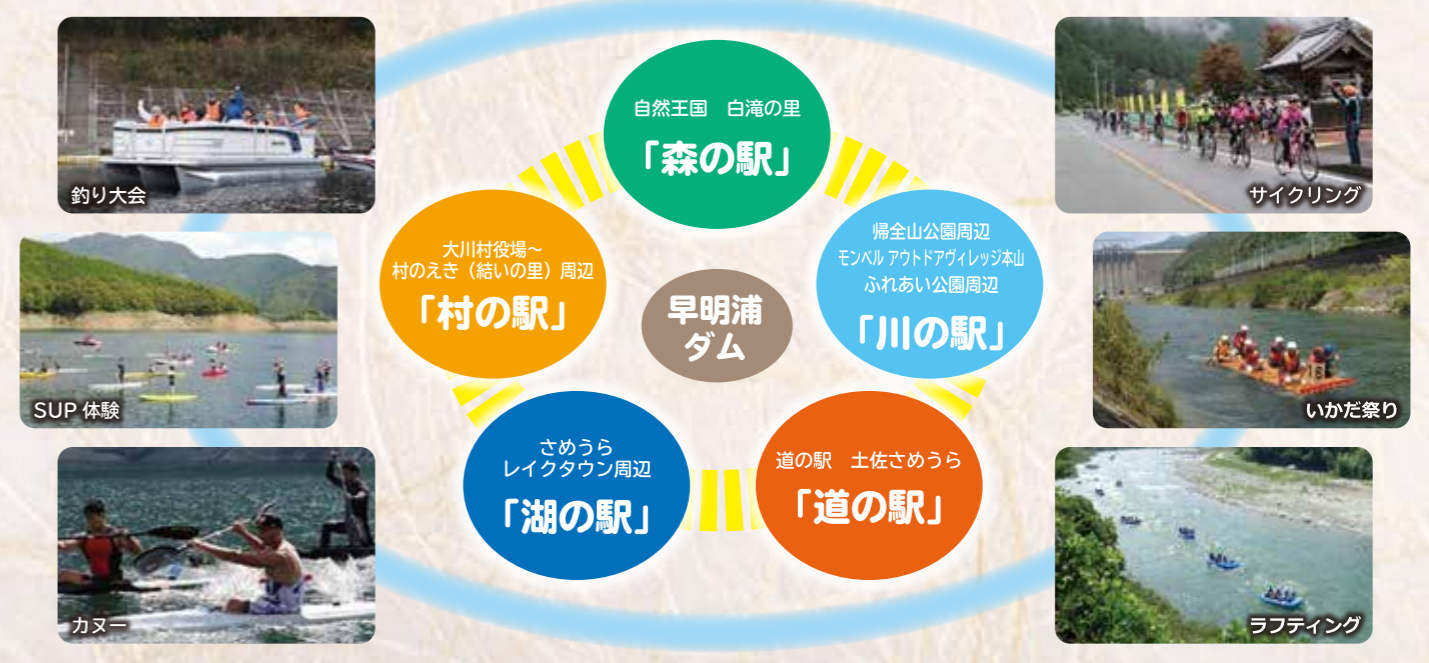 釣り大会
SUP 体験
カヌー
自然王国 白滝の里
「森の駅」
大川村役場～
村のえき（結いの里）周辺
「村の駅」
早明浦
ダム
帰全山公園周辺
モンベル アウトドアヴィレッジ本山
ふれあい公園周辺
「川の駅」
さめうら
レイクタウン周辺
「湖の駅」
道の駅 土佐さめうら
「道の駅」
サイクリング
いかだ祭り
ラフティング